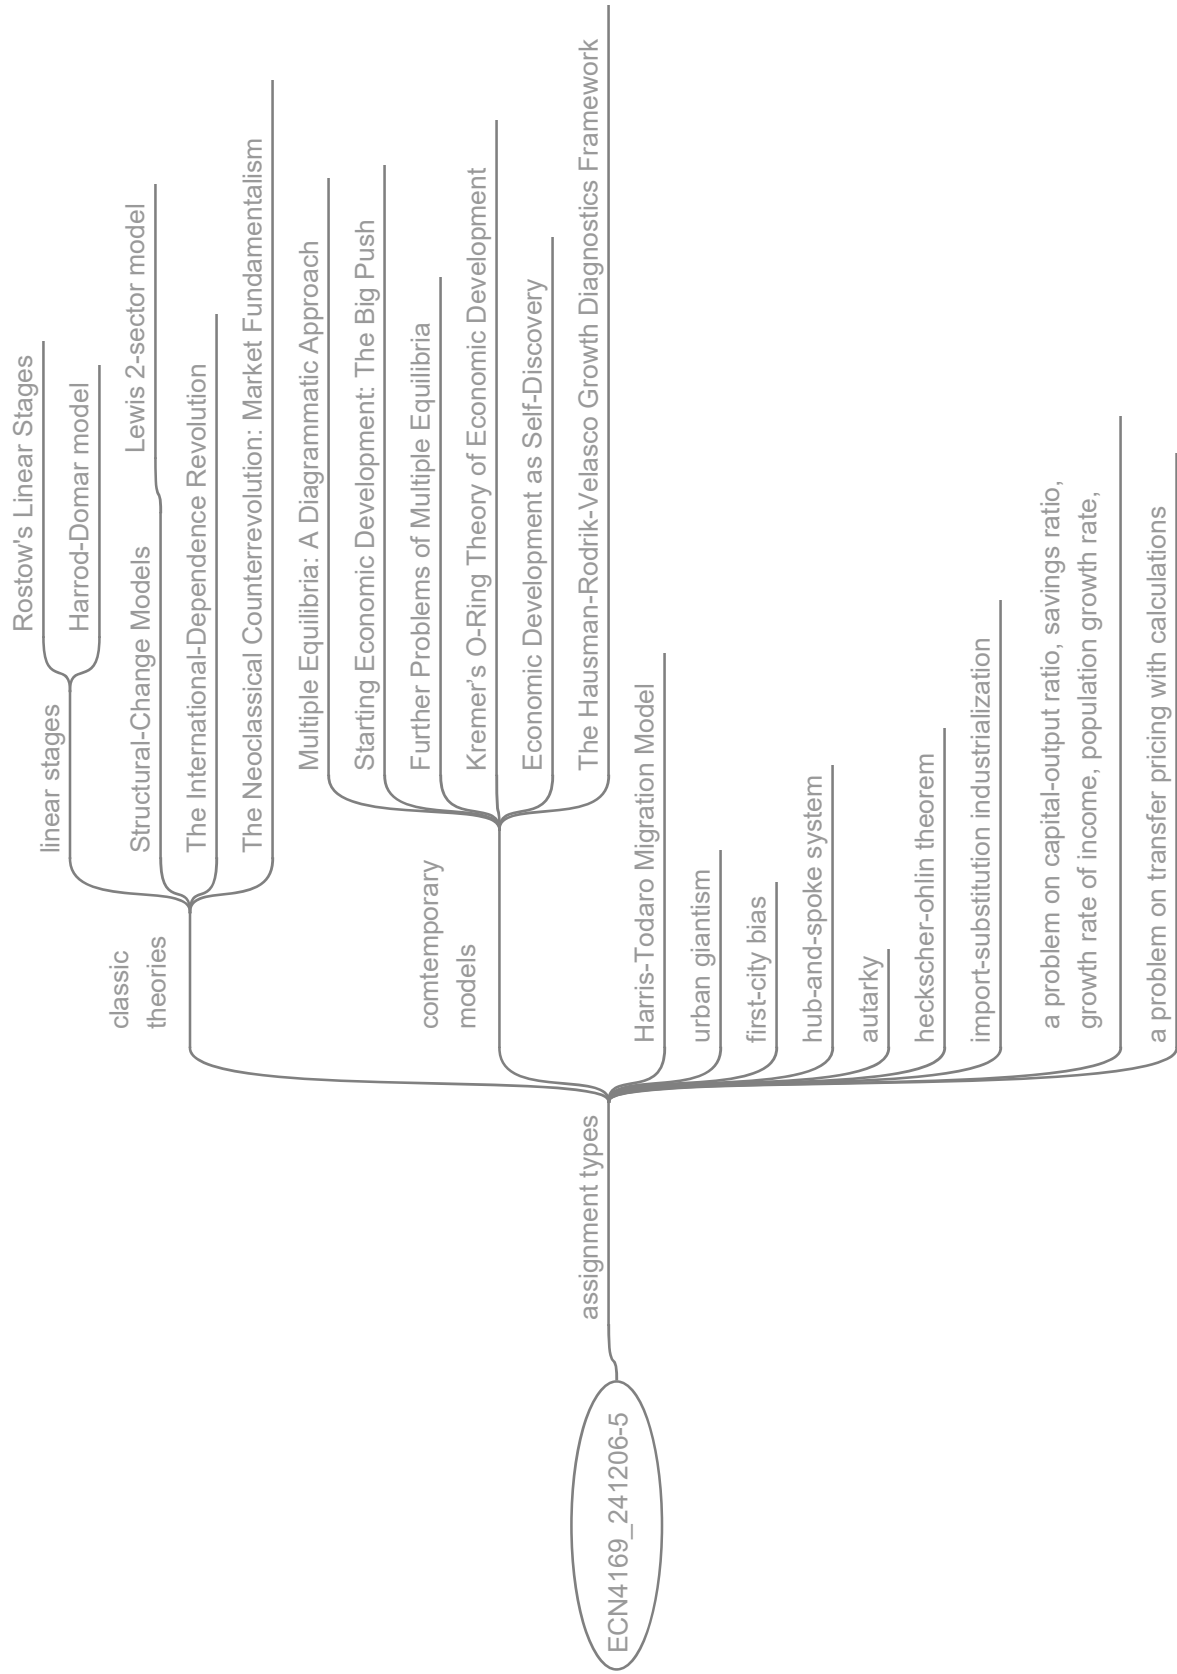 ECN4169_241206-5
assignment types
classic
theories
linear stages
Rostow's Linear Stages
Harrod-Domar model
Structural-Change Models
Lewis 2-sector model
The International-Dependence Revolution
The Neoclassical Counterrevolution: Market Fundamentalism
comtemporary
models
Multiple Equilibria: A Diagrammatic Approach
Starting Economic Development: The Big Push
Further Problems of Multiple Equilibria
Kremer’s O-Ring Theory of Economic Development
Economic Development as Self-Discovery
The Hausman-Rodrik-Velasco Growth Diagnostics Framework
Harris-Todaro Migration Model
urban giantism
first-city bias
hub-and-spoke system
autarky
heckscher-ohlin theorem
import-substitution industrialization
a problem on capital-output ratio, savings ratio,
growth rate of income, population growth rate,
a problem on transfer pricing with calculations